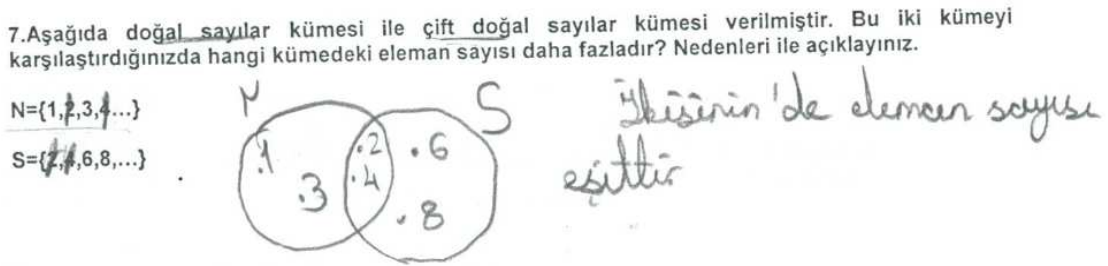 7.Aşağıda doğal sayılar kümesi ile çift doğal sayılar kümesi verilmiştir. Bu iki kümeyi
karşılaştırdığınızda hangi kümedeki eleman sayısı daha fazladır? Nedenleri ile açıklayınız.
N={1,2,3,4...}
S={2,4,6,8,...}
N S
.1 .3 .2 .4 .6 .8
İkisinin'de eleman sayısı
eşittir